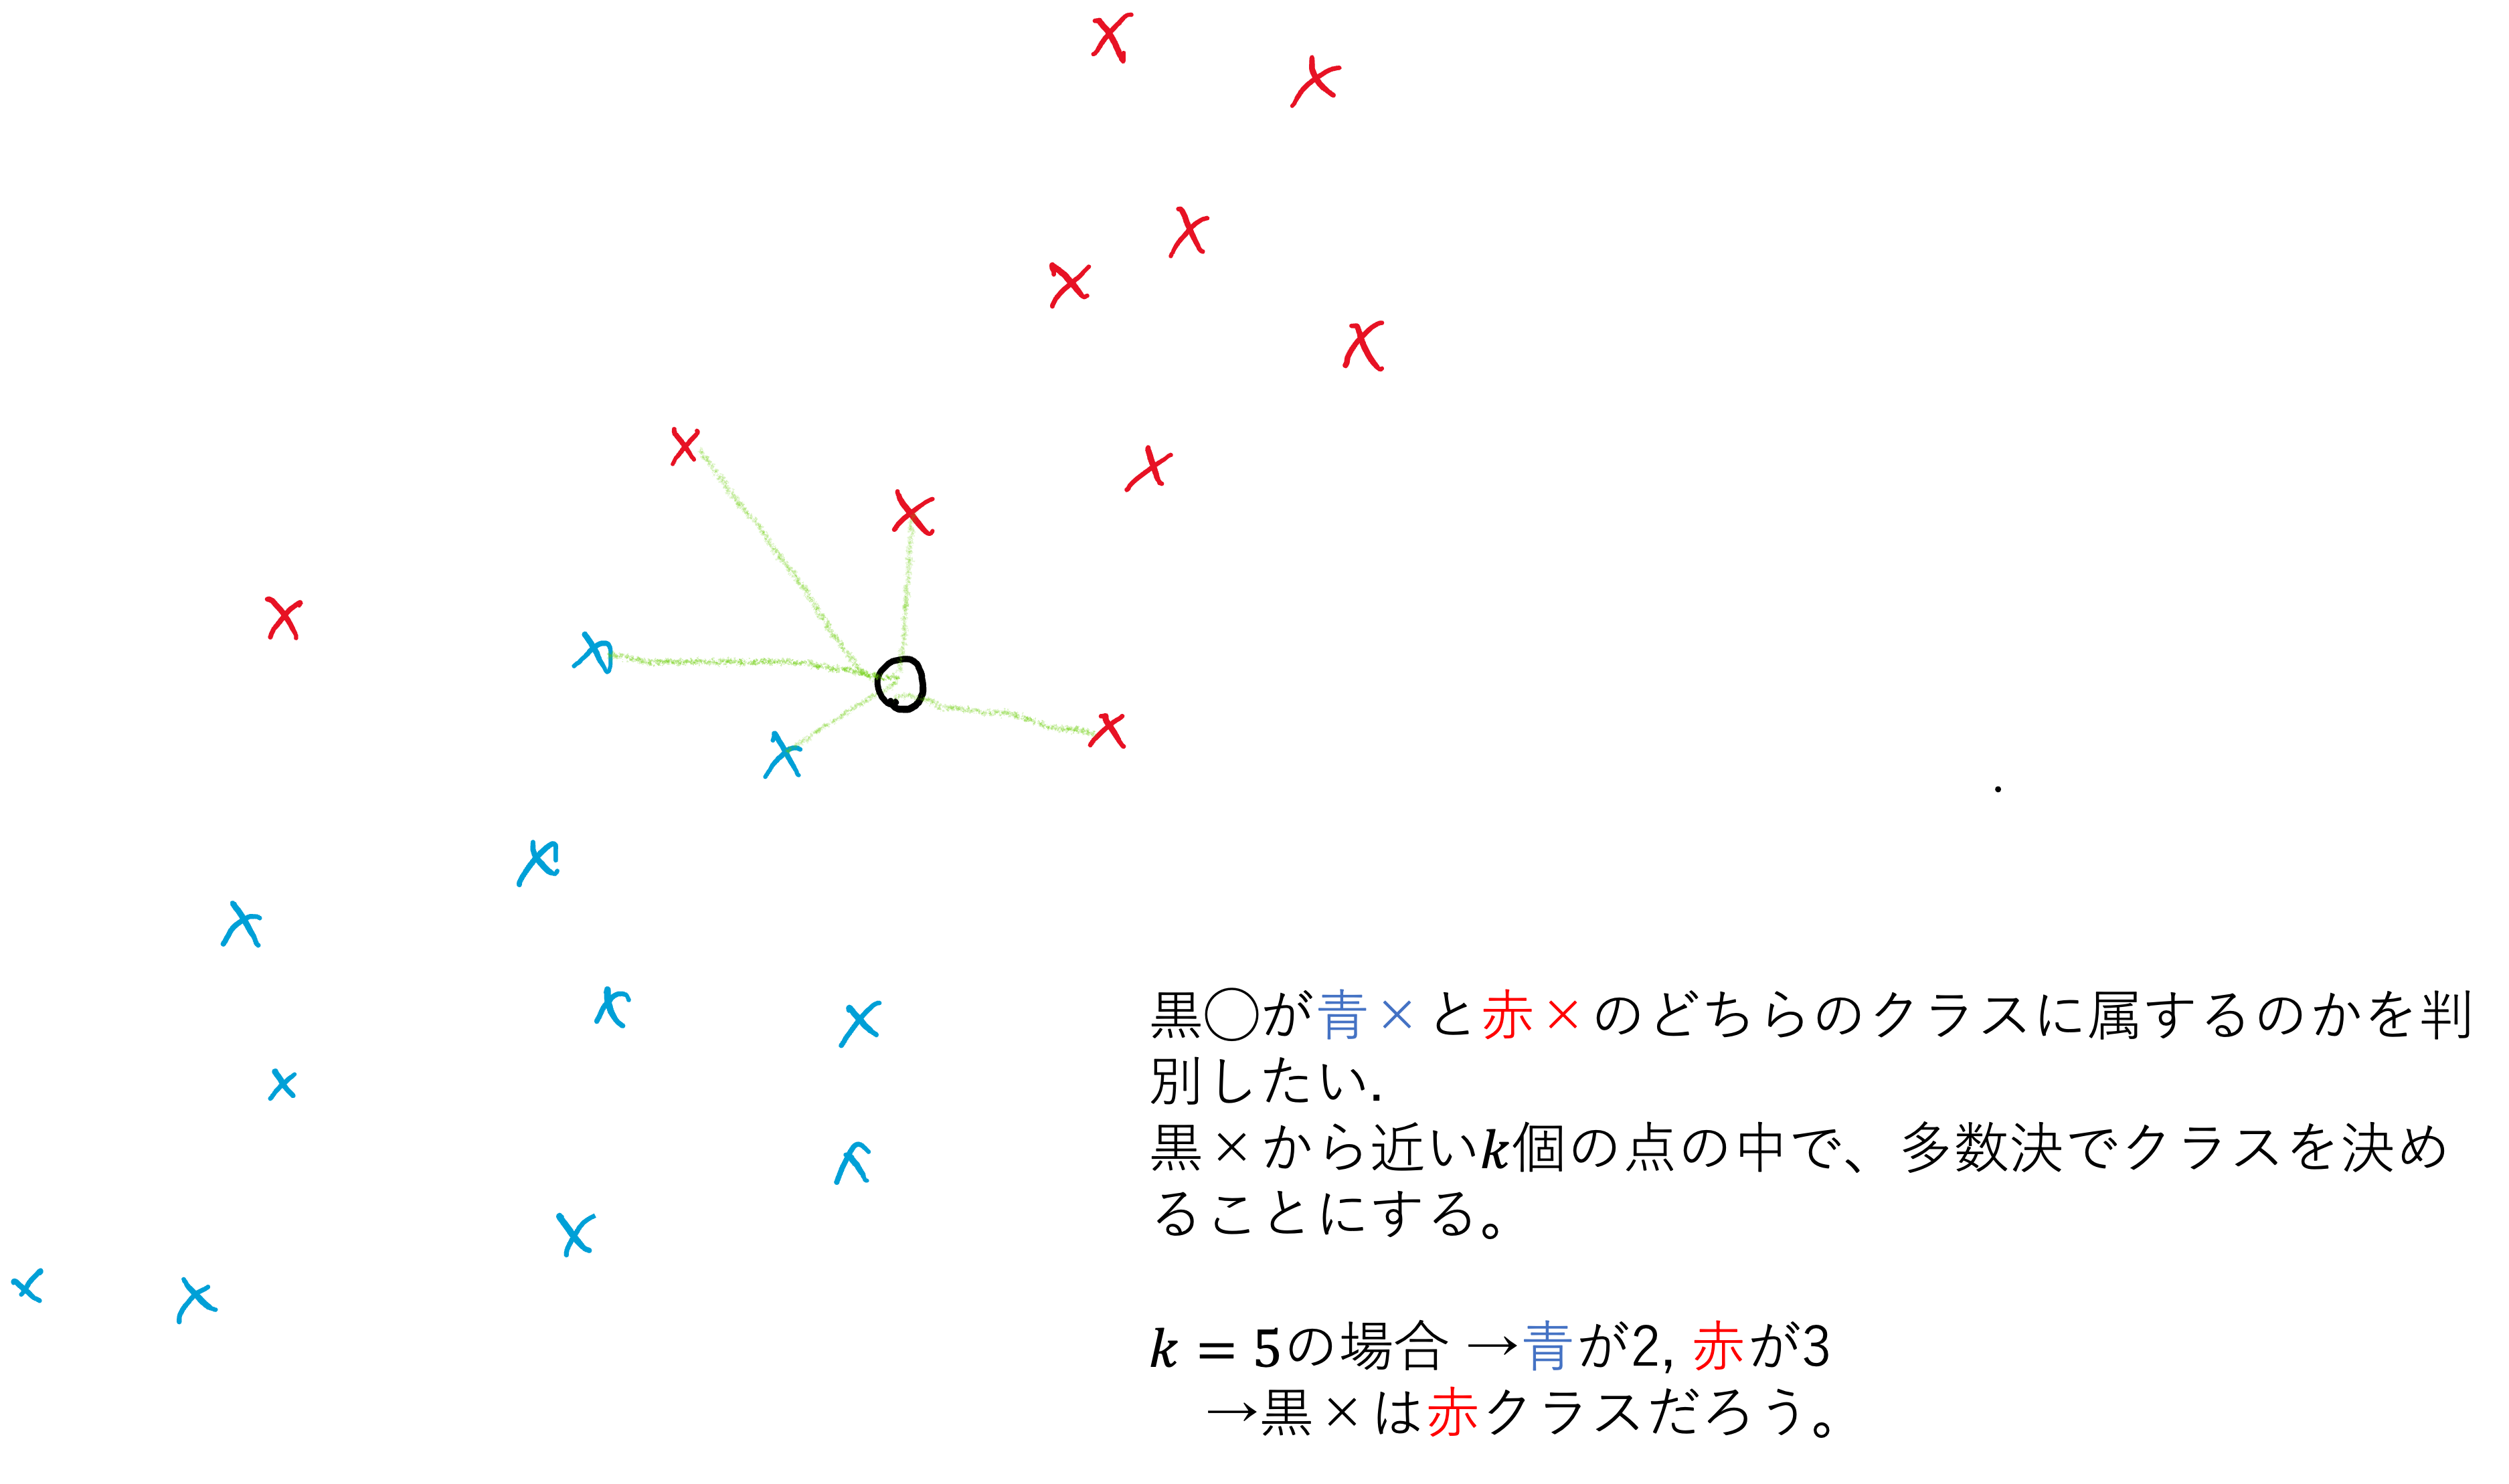 黒◯が青×と赤×のどちらのクラスに属するのかを判
別したい.
黒×から近いk個の点の中で、多数決でクラスを決め
ることにする。
k = 5の場合 →青が2, 赤が3
→黒×は赤クラスだろう。